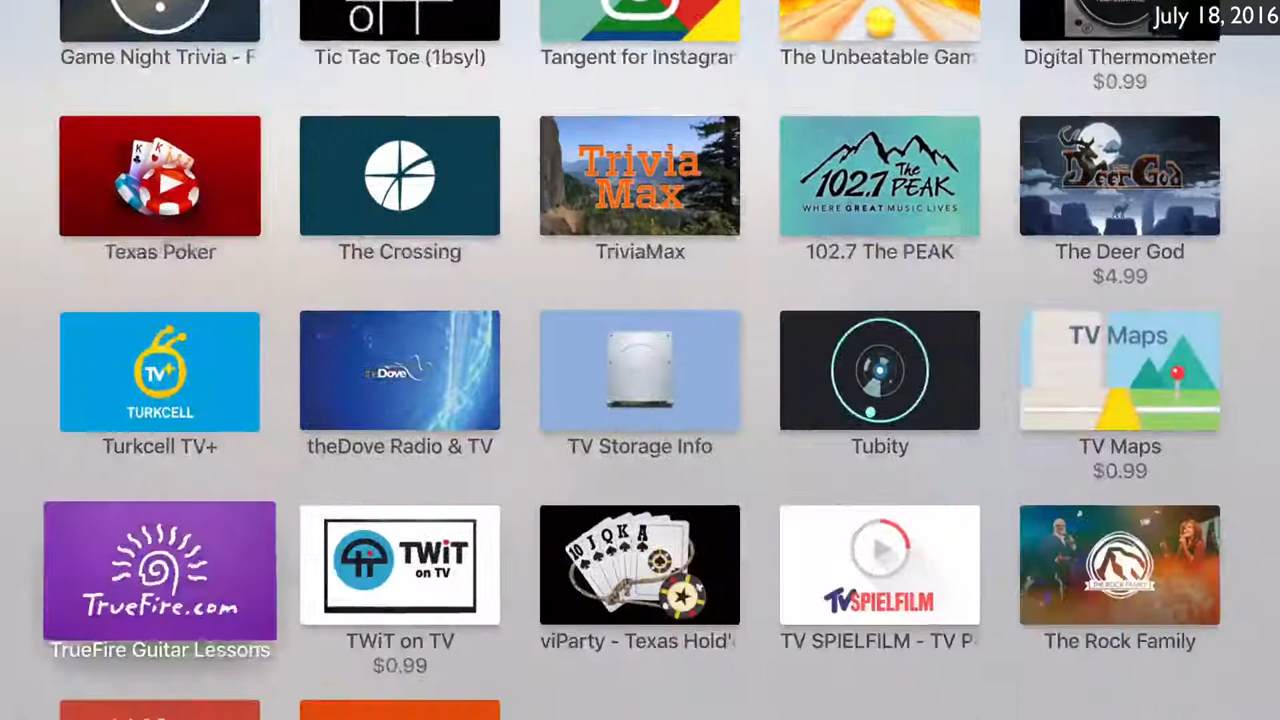 July 18, 2016
Game Night Trivia - F
Tic Tac Toe (1bsyl)
Tangent for Instagrar
The Unbeatable Gam
Digital Thermometer
$0.99
K K
Trivia
Max
102.7 The
PEAK
WHERE GREAT MUSIC LIVES
Deer God
Texas Poker
The Crossing
TriviaMax
102.7 The PEAK
The Deer God
$4.99
TV+
TURKCELL
theDove
TV Maps
Turkcell TV+
theDove Radio & TV
TV Storage Info
Tubity
TV Maps
$0.99
TrueFire.com
TWiT
on TV
10 J Q K A
TV SPIELFILM
THE ROCK FAMILY
TrueFire Guitar Lessons
TWiT on TV
$0.99
viParty - Texas Hold'
TV SPIELFILM - TV P
The Rock Family